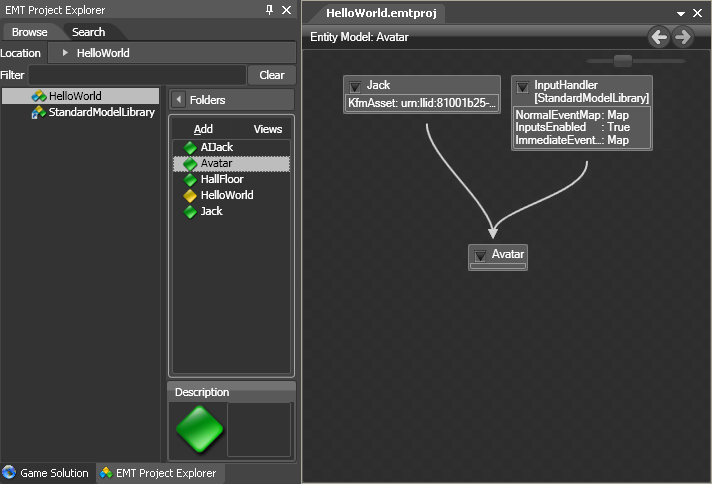 EMT Project Explorer
Browse
Search
Location
HelloWorld
Filter
Clear
HelloWorld
StandardModelLibrary
Folders
Add
Views
AIJack
Avatar
HallFloor
HelloWorld
Jack
Description
Game Solution
EMT Project Explorer
HelloWorld.emtproj
Entity Model: Avatar
Jack
KfmAsset: urn:llid:81001b25-...
InputHandler
[StandardModelLibrary]
NormalEventMap: Map
InputsEnabled : True
ImmediateEvent...: Map
Avatar